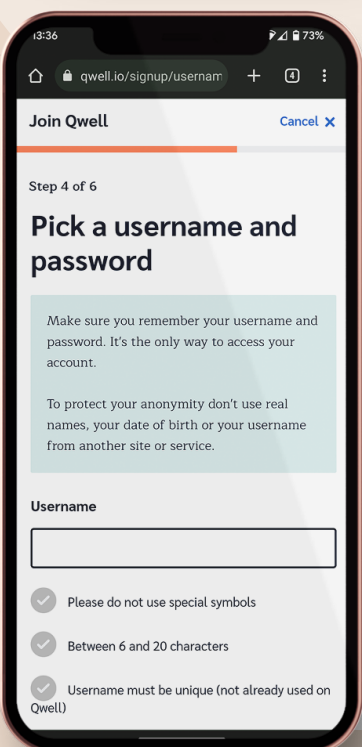 13:36
73%
qwell.io/signup/usernam
4
Join Qwell
Cancel ✕
Step 4 of 6
Pick a username and
password
Make sure you remember your username and
password. It's the only way to access your
account.
To protect your anonymity don't use real
names, your date of birth or your username
from another site or service.
Username
Please do not use special symbols
Between 6 and 20 characters
Username must be unique (not already used on
Qwell)